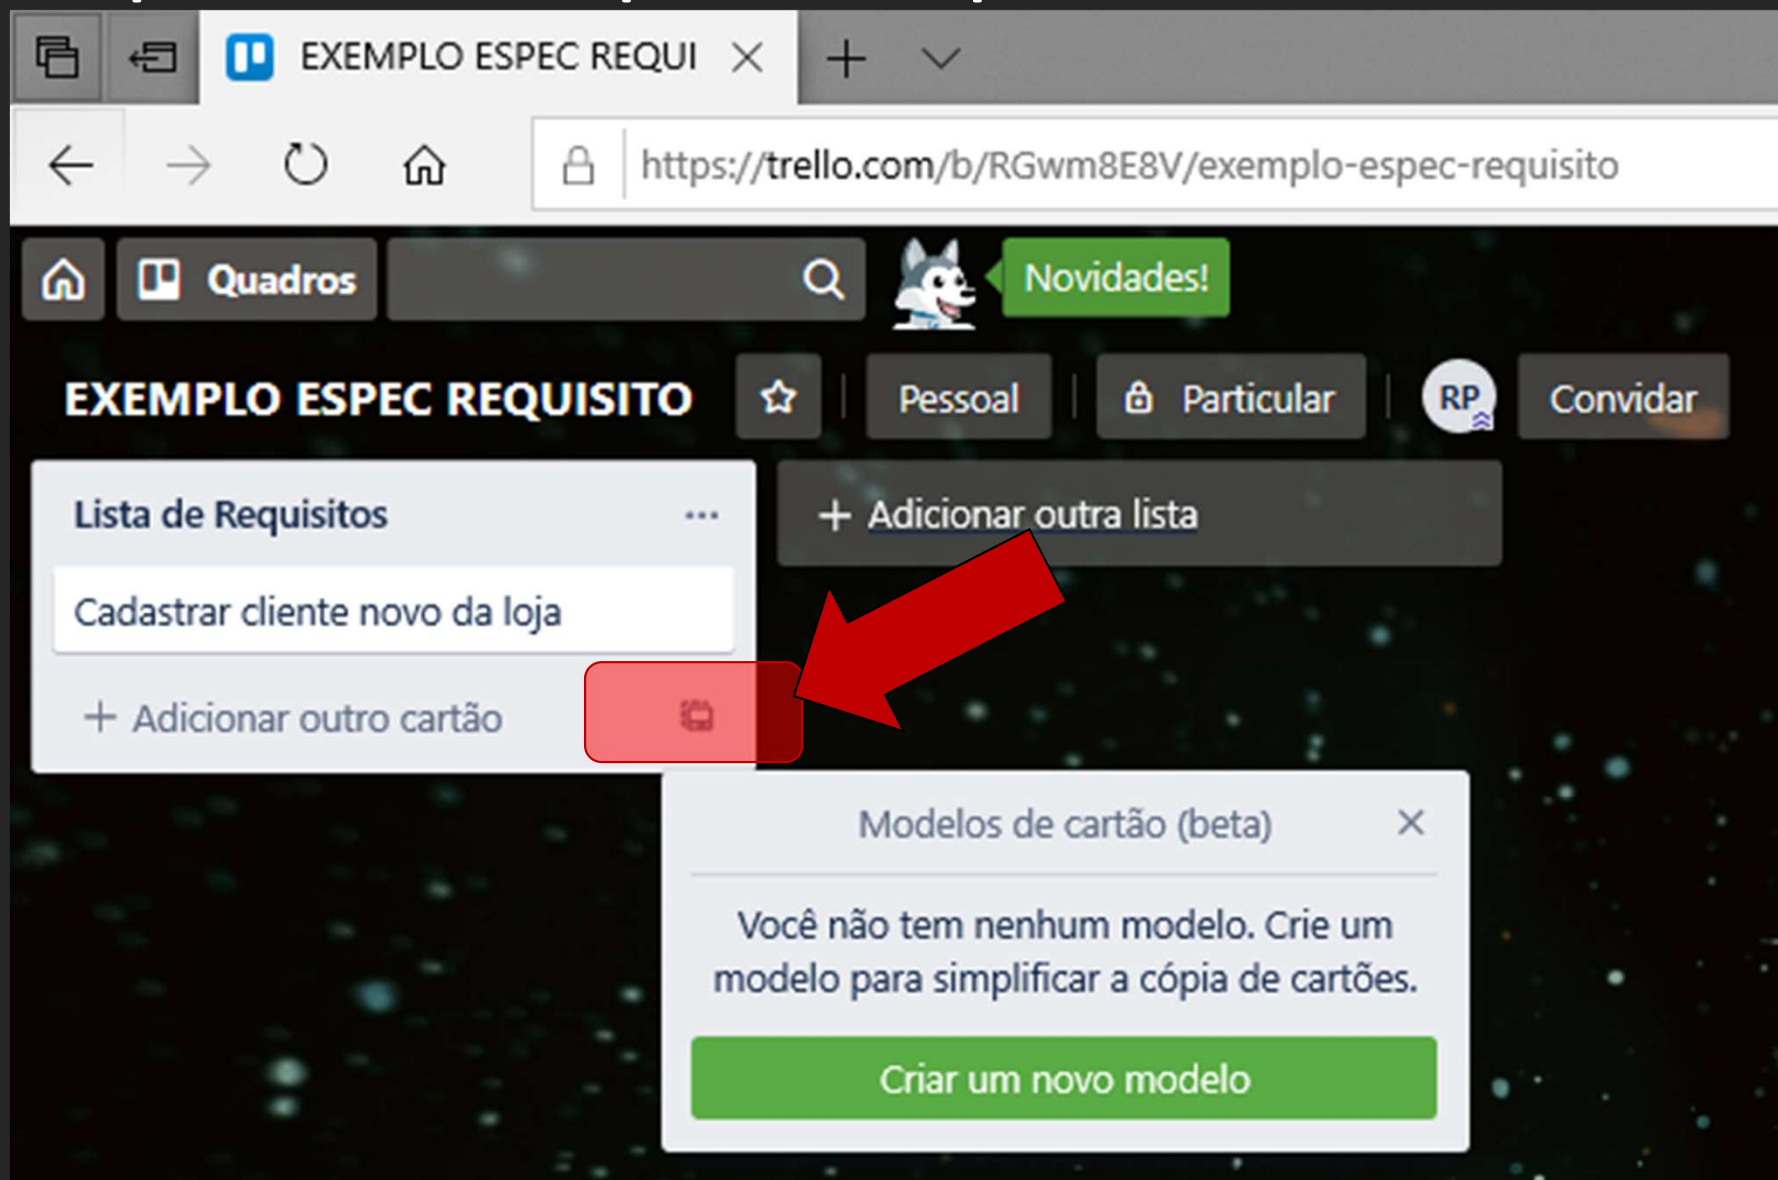 EXEMPLO ESPEC REQUI
https://trello.com/b/RGwm8E8V/exemplo-espec-requisito
Quadros
Novidades!
EXEMPLO ESPEC REQUISITO
Pessoal
Particular
RP
Convidar
Lista de Requisitos
+ Adicionar outra lista
Cadastrar cliente novo da loja
+ Adicionar outro cartão
Modelos de cartão (beta)
Você não tem nenhum modelo. Crie um
modelo para simplificar a cópia de cartões.
Criar um novo modelo